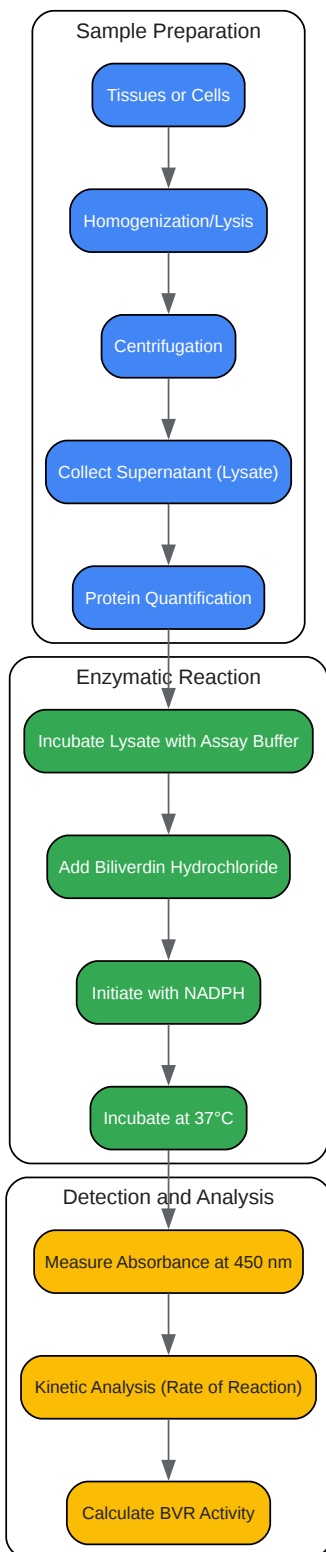 Sample Preparation
Tissues or Cells
Homogenization/Lysis
Centrifugation
Collect Supernatant (Lysate)
Protein Quantification
Enzymatic Reaction
Incubate Lysate with Assay Buffer
Add Biliverdin Hydrochloride
Initiate with NADPH
Incubate at 37°C
Detection and Analysis
Measure Absorbance at 450 nm
Kinetic Analysis (Rate of Reaction)
Calculate BVR Activity